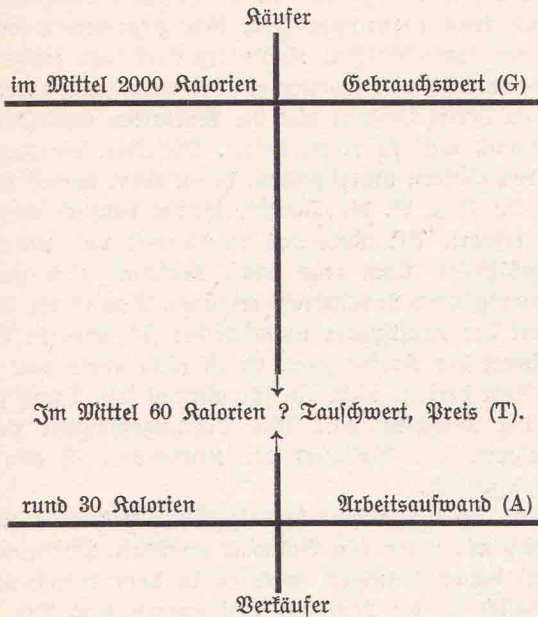 Käufer
im Mittel 2000 Kalorien Gebrauchswert (G)
Im Mittel 60 Kalorien ? Tauschwert, Preis (T).
rund 30 Kalorien Arbeitsaufwand (A)
Verkäufer